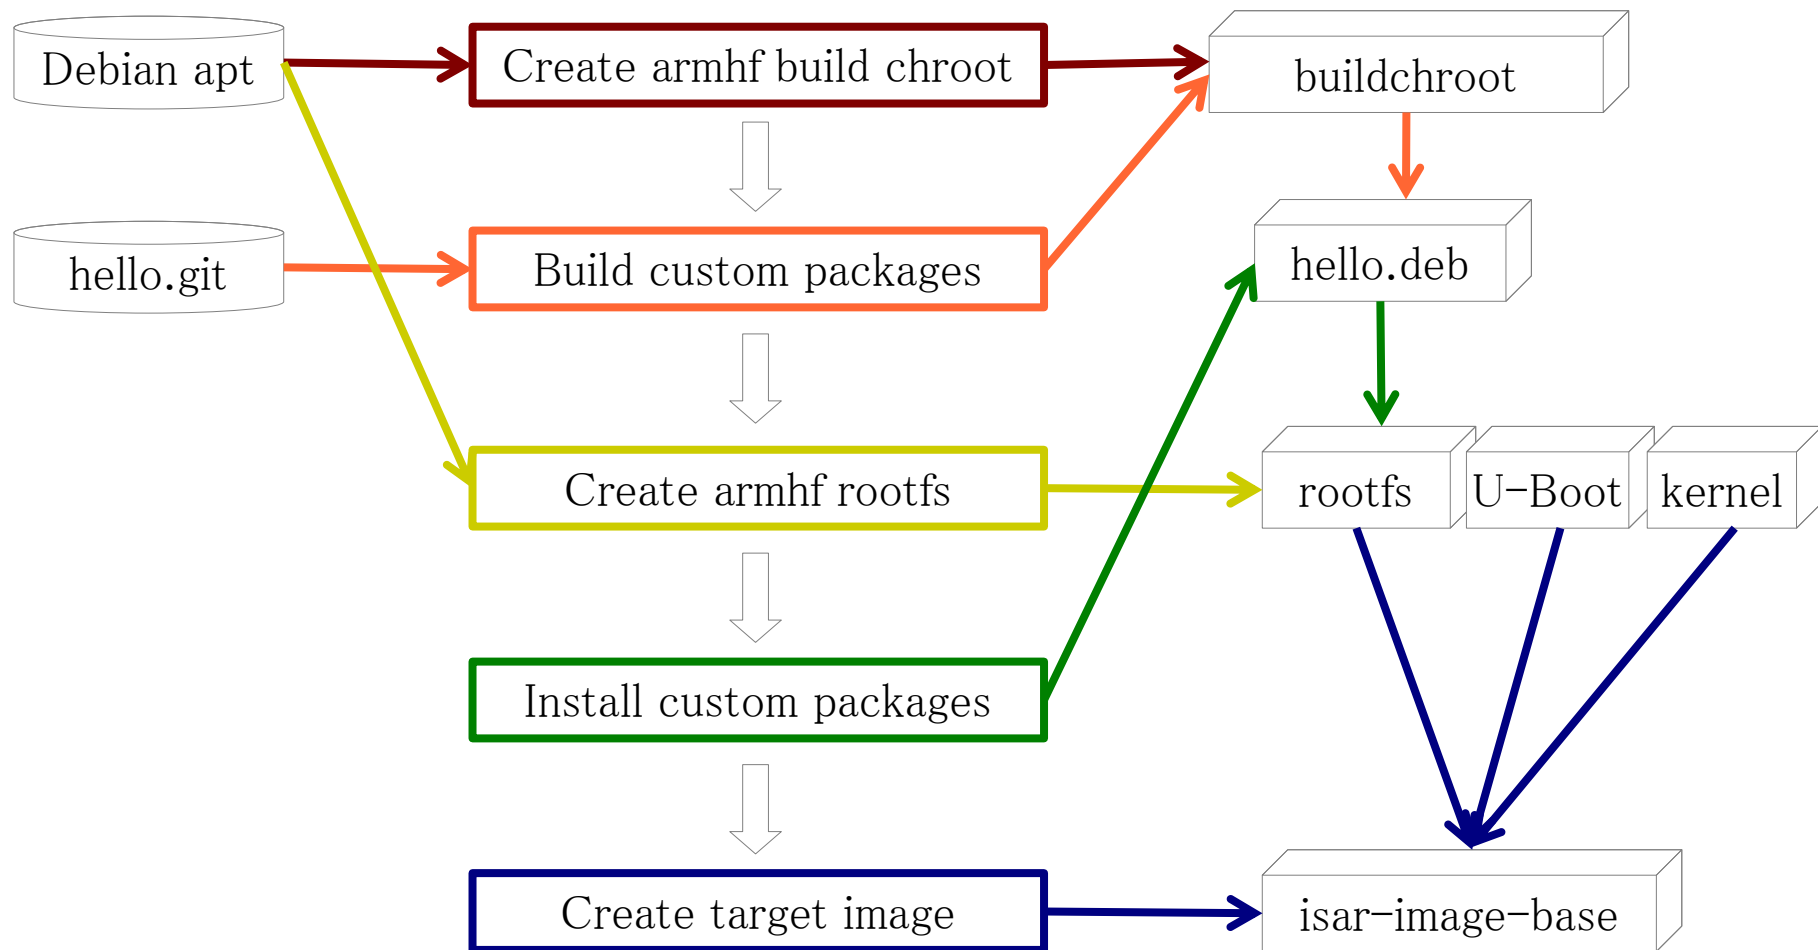 Debian apt
Create armhf build chroot
buildchroot
hello.git
Build custom packages
hello.deb
Create armhf rootfs
rootfs
U-Boot
kernel
Install custom packages
Create target image
isar-image-base